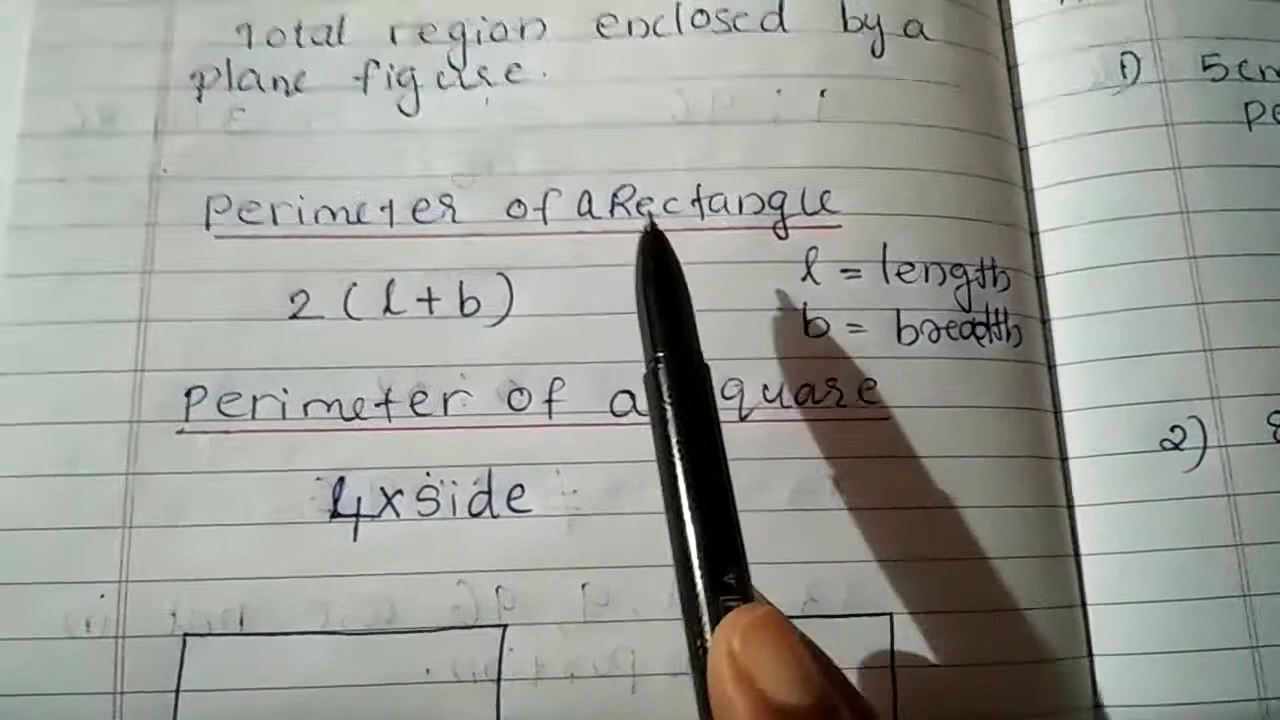 Total region enclosed by a
plane figure.
Perimeter of a Rectangle
2 (l + b)
l = length
b = breadth
Perimeter of a quare
4 x side
1) 5cm
2)